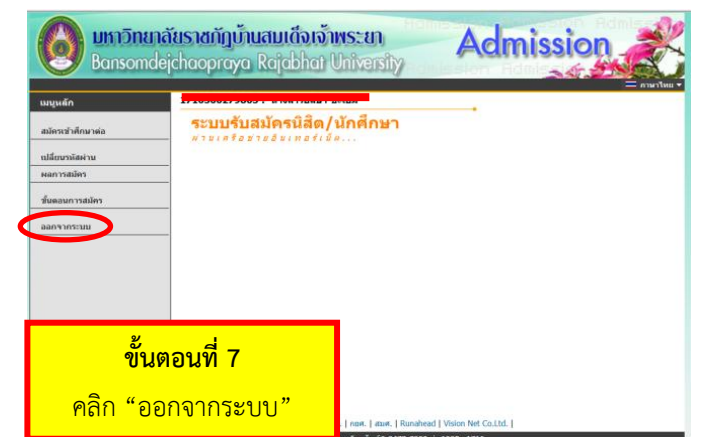 มหาวิทยาลัยราชภัฏบ้านสมเด็จเจ้าพระยา
Bansomdejchaopraya Rajabhat University
Admission
ภาษาไทย
เมนูหลัก
ระบบรับสมัครนิสิต/นักศึกษา
ผ่านเครือข่ายอินเทอร์เน็ต...
สมัครเข้าศึกษาต่อ
เปลี่ยนรหัสผ่าน
ผลการสมัคร
ขั้นตอนการสมัคร
ออกจากระบบ
ขั้นตอนที่ 7
คลิก “ออกจากระบบ”
| กยศ. | สมศ. | Runahead | Vision Net Co.Ltd. |